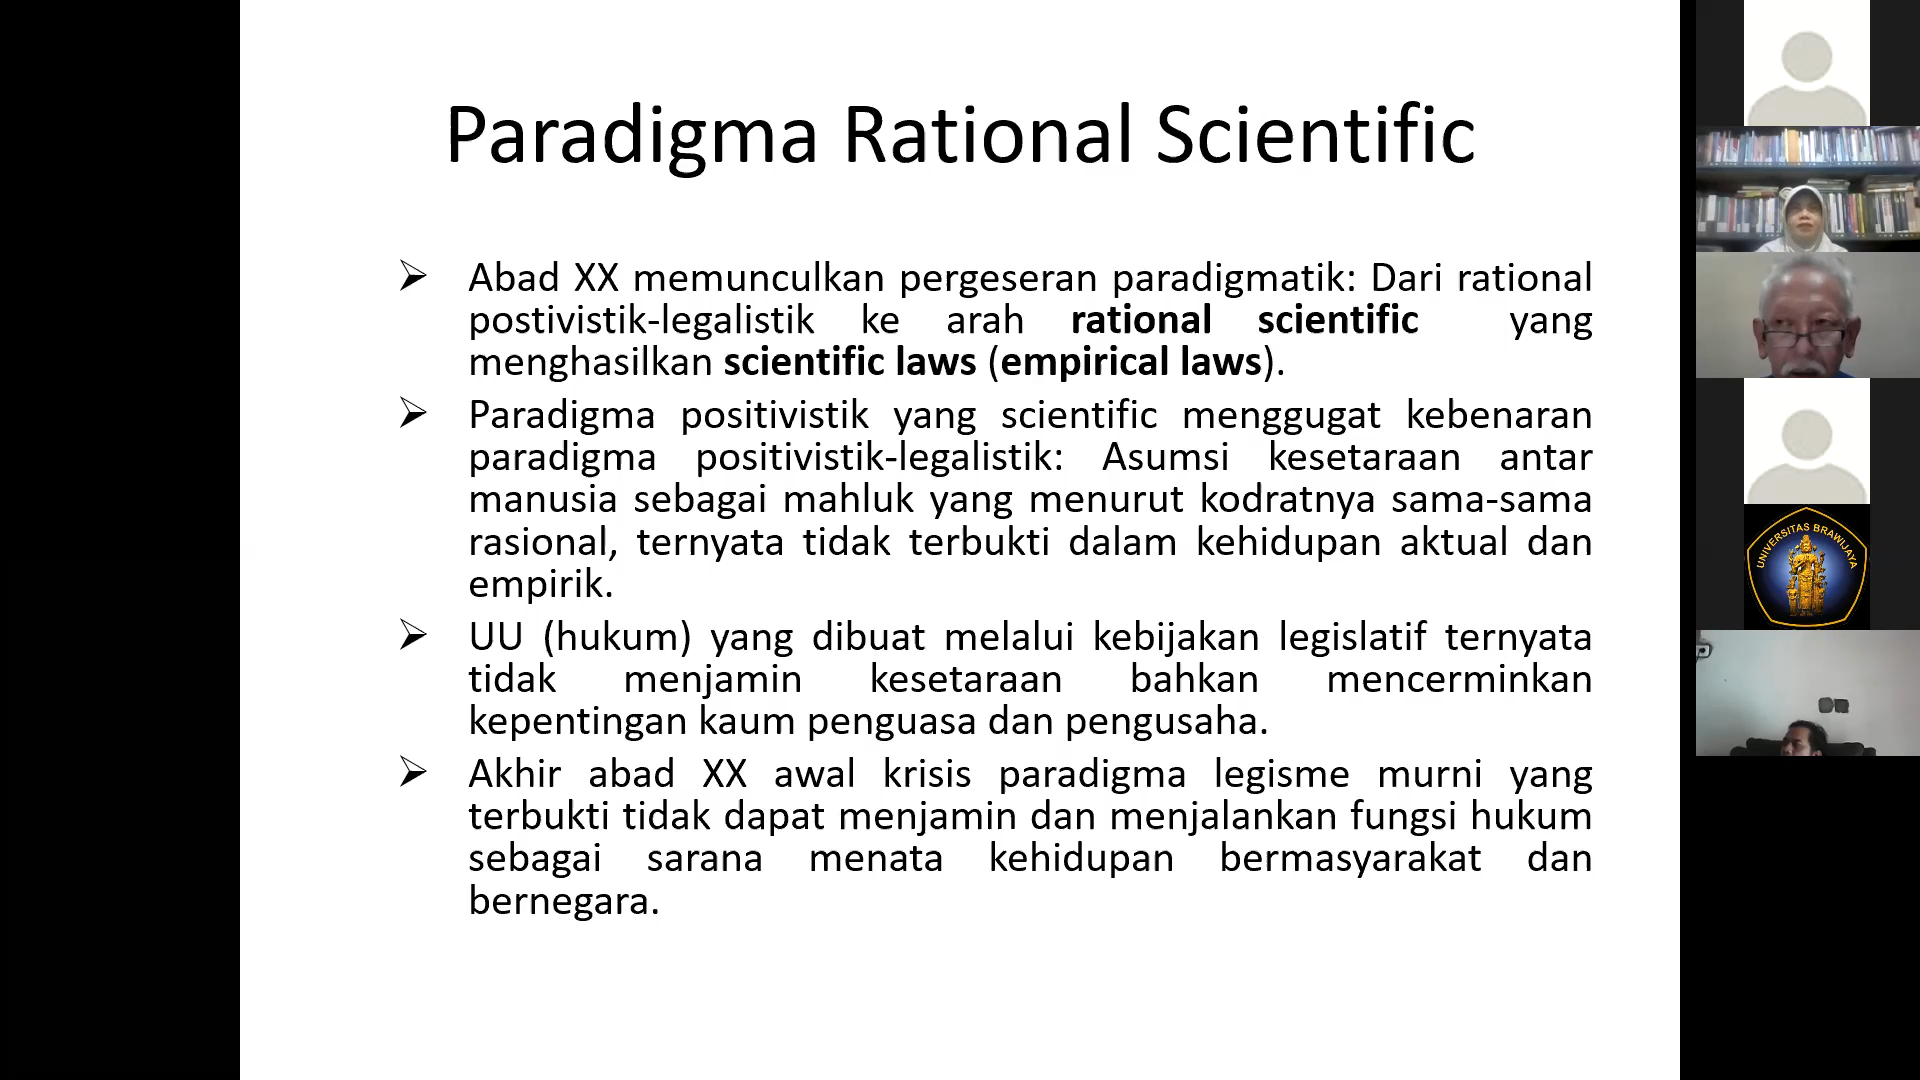 Paradigma Rational Scientific
Abad XX memunculkan pergeseran paradigmatik: Dari rational
postivistik-legalistik ke arah rational scientific yang
menghasilkan scientific laws (empirical laws).
Paradigma positivistik yang scientific menggugat kebenaran
paradigma positivistik-legalistik: Asumsi kesetaraan antar
manusia sebagai mahluk yang menurut kodratnya sama-sama
rasional, ternyata tidak terbukti dalam kehidupan aktual dan
empirik.
UU (hukum) yang dibuat melalui kebijakan legislatif ternyata
tidak menjamin kesetaraan bahkan mencerminkan
kepentingan kaum penguasa dan pengusaha.
Akhir abad XX awal krisis paradigma legisme murni yang
terbukti tidak dapat menjamin dan menjalankan fungsi hukum
sebagai sarana menata kehidupan bermasyarakat dan
bernegara.
UNIVERSITAS BRAWIJAYA